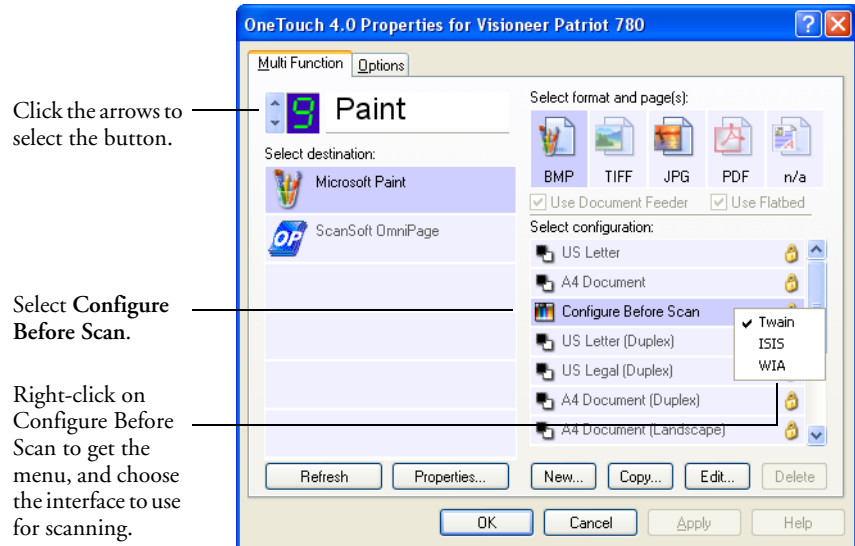 OneTouch 4.0 Properties for Visioneer Patriot 780
Multi Function
Options
Click the arrows to
select the button.
9
Paint
Select destination:
Microsoft Paint
OP
ScanSoft OmniPage
Select format and page(s):
BMP TIFF JPG PDF n/a
Use Document Feeder
Use Flatbed
Select configuration:
US Letter
A4 Document
Configure Before Scan
US Letter (Duplex)
US Legal (Duplex)
A4 Document (Duplex)
A4 Document (Landscape)
Twain
ISIS
WIA
Select Configure
Before Scan.
Right-click on
Configure Before
Scan to get the
menu, and choose
the interface to use
for scanning.
Refresh Properties... New... Copy... Edit... Delete
OK Cancel Apply Help